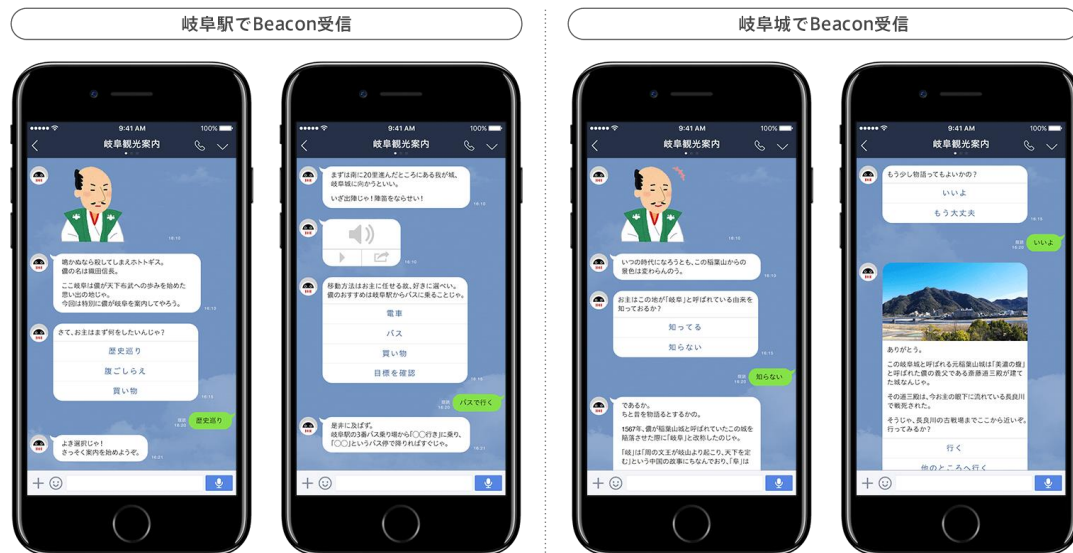 岐阜駅でBeacon受信
9:41 AM
100%
岐阜観光案内
鳴かぬなら殺してしまえホトトギス。
儂の名は織田信長。
ここ岐阜は儂が天下布武への歩みを始めた
思い出の地じゃ。
今回は特別に儂が岐阜を案内してやろう。
さて、お主はまず何をしたいんじゃ？
歴史巡り
腹ごしらえ
買い物
歴史巡り
よき選択じゃ！
さっそく案内を始めようぞ。
9:41 AM
100%
岐阜観光案内
まずは南に20里進んだところにある我が城、
岐阜城に向かうといい。
いざ出陣じゃ！陣笛をならせい！
移動方法はお主に任せる故、好きに選べい。
儂のおすすめは岐阜駅からバスに乗ることじゃ。
電車
バス
買い物
目標を確認
バスで行く
是非に及ばず。
岐阜駅の3番バス乗り場から「◯◯行き」に乗り、
「◯◯」というバス停で降りればすぐじゃ。
岐阜城でBeacon受信
9:41 AM
100%
岐阜観光案内
いつの時代になろうとも、この稲葉山からの
景色は変わらんのう。
お主はこの地が「岐阜」と呼ばれている由来を
知っておるか？
知ってる
知らない
知らない
であるか。
ちと昔を物語るとするかの。
1567年、儂が稲葉山城と呼ばれていたこの城を
陥落させた際に「岐阜」と改称したのじゃ。
「岐」は「周の文王が岐山より起こり、天下を定
む」という中国の故事にちなんでおり、「阜」は
9:41 AM
100%
岐阜観光案内
もう少し物語ってもよいかの？
いいよ
もう大丈夫
いいよ
ありがとう。
この岐阜城と呼ばれる元稲葉山城は「美濃の蝮」
と呼ばれた儂の義父である斎藤道三殿が建て
た城なんじゃ。
その道三殿は、今お主の眼下に流れている長良川
で戦死された。
そうじゃ、長良川の古戦場までここから近いぞ。
行ってみるか？
行く
他のところへ行く